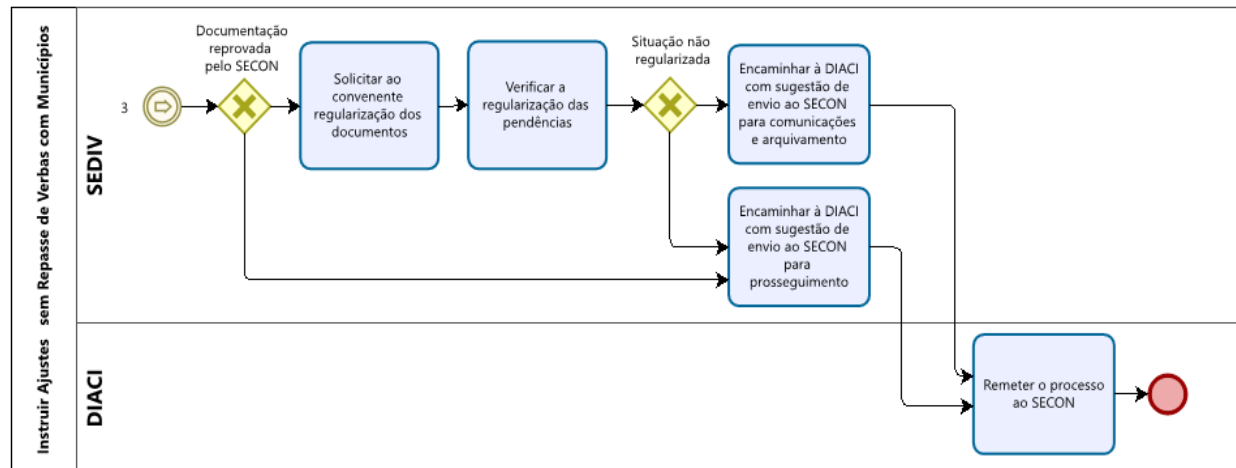 Instruir Ajustes sem Repasse de Verbas com Municípios
SEDIV
3
Documentação
reprovada
pelo SECON
Solicitar ao
convenente
regularização dos
documentos
Verificar a
regularização das
pendências
Situação não
regularizada
Encaminhar à DIACI
com sugestão de
envio ao SECON
para comunicações
e arquivamento
Encaminhar à DIACI
com sugestão de
envio ao SECON
para
prosseguimento
DIACI
Remeter o processo
ao SECON